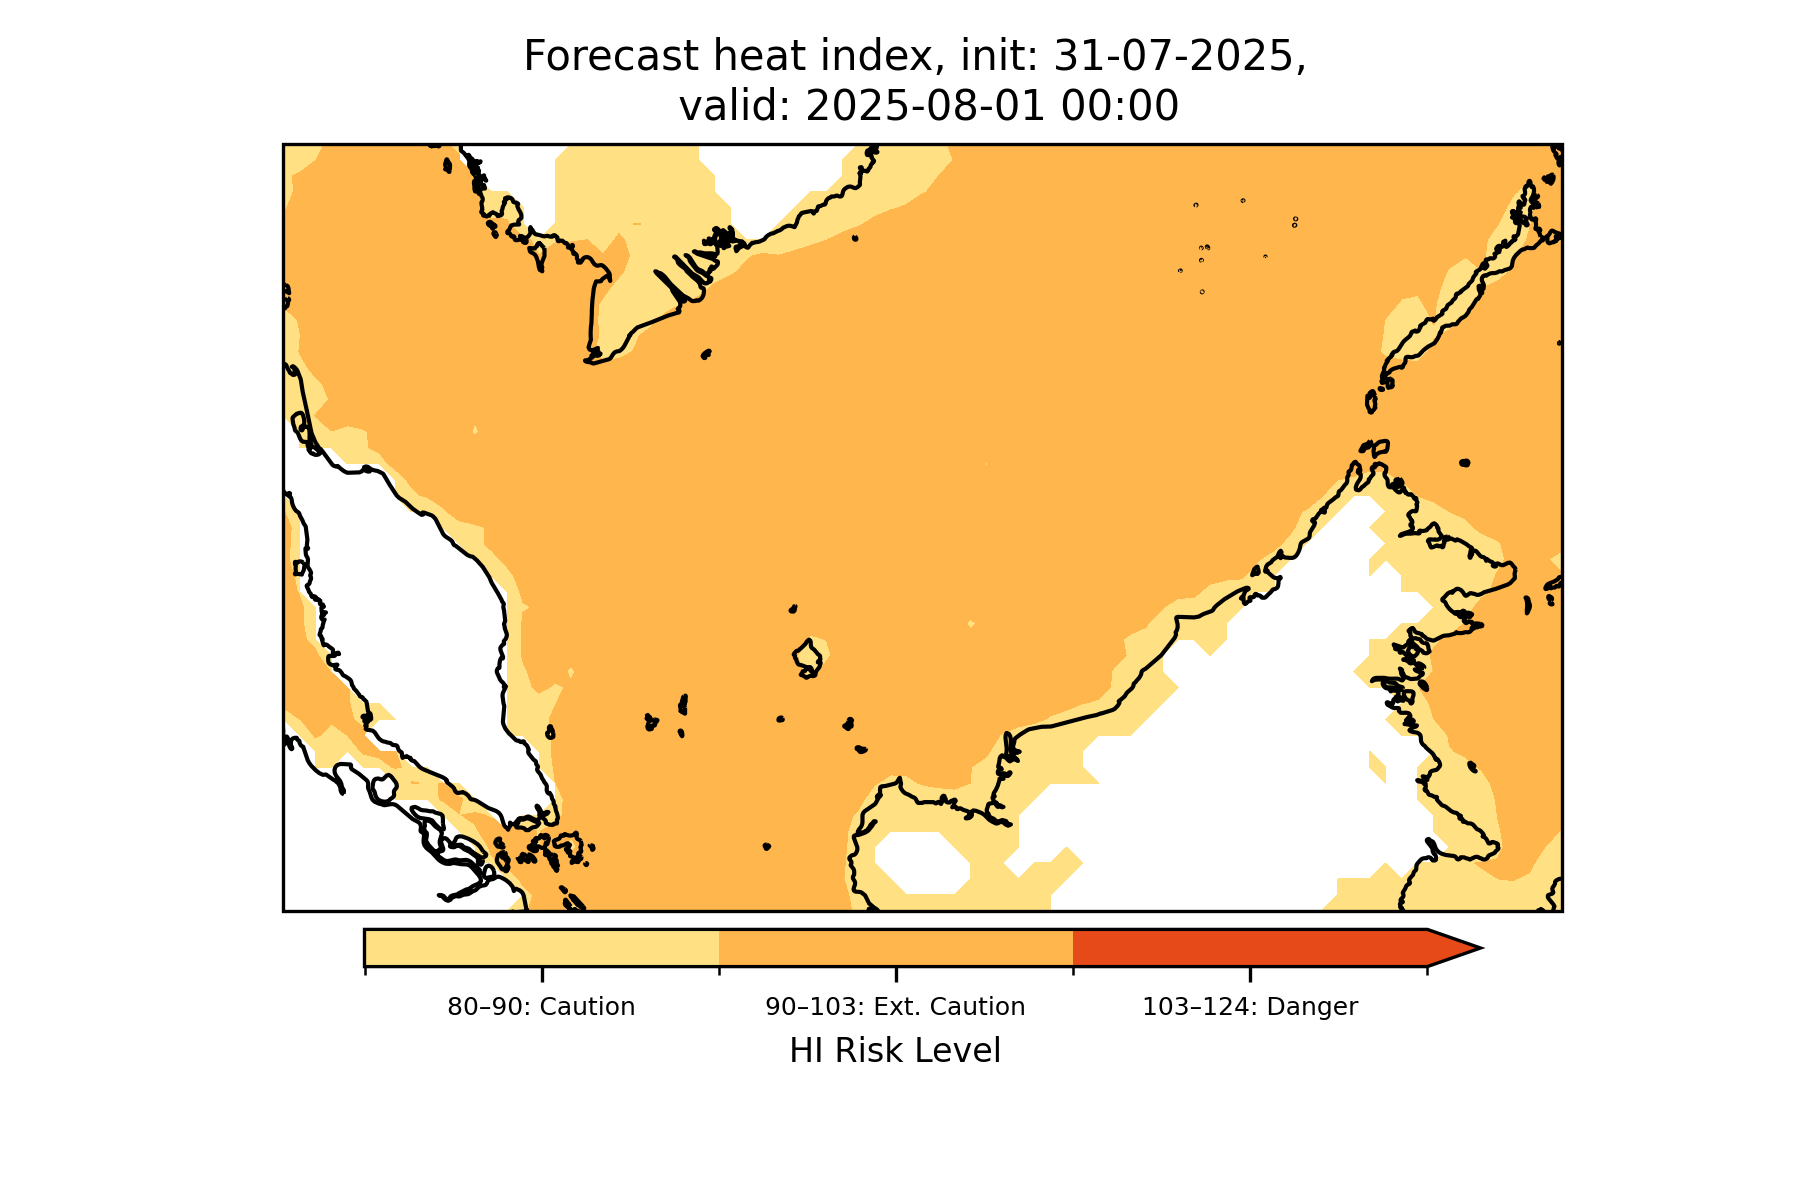 Forecast heat index, init: 31-07-2025,
valid: 2025-08-01 00:00
80–90: Caution
90–103: Ext. Caution
103–124: Danger
HI Risk Level